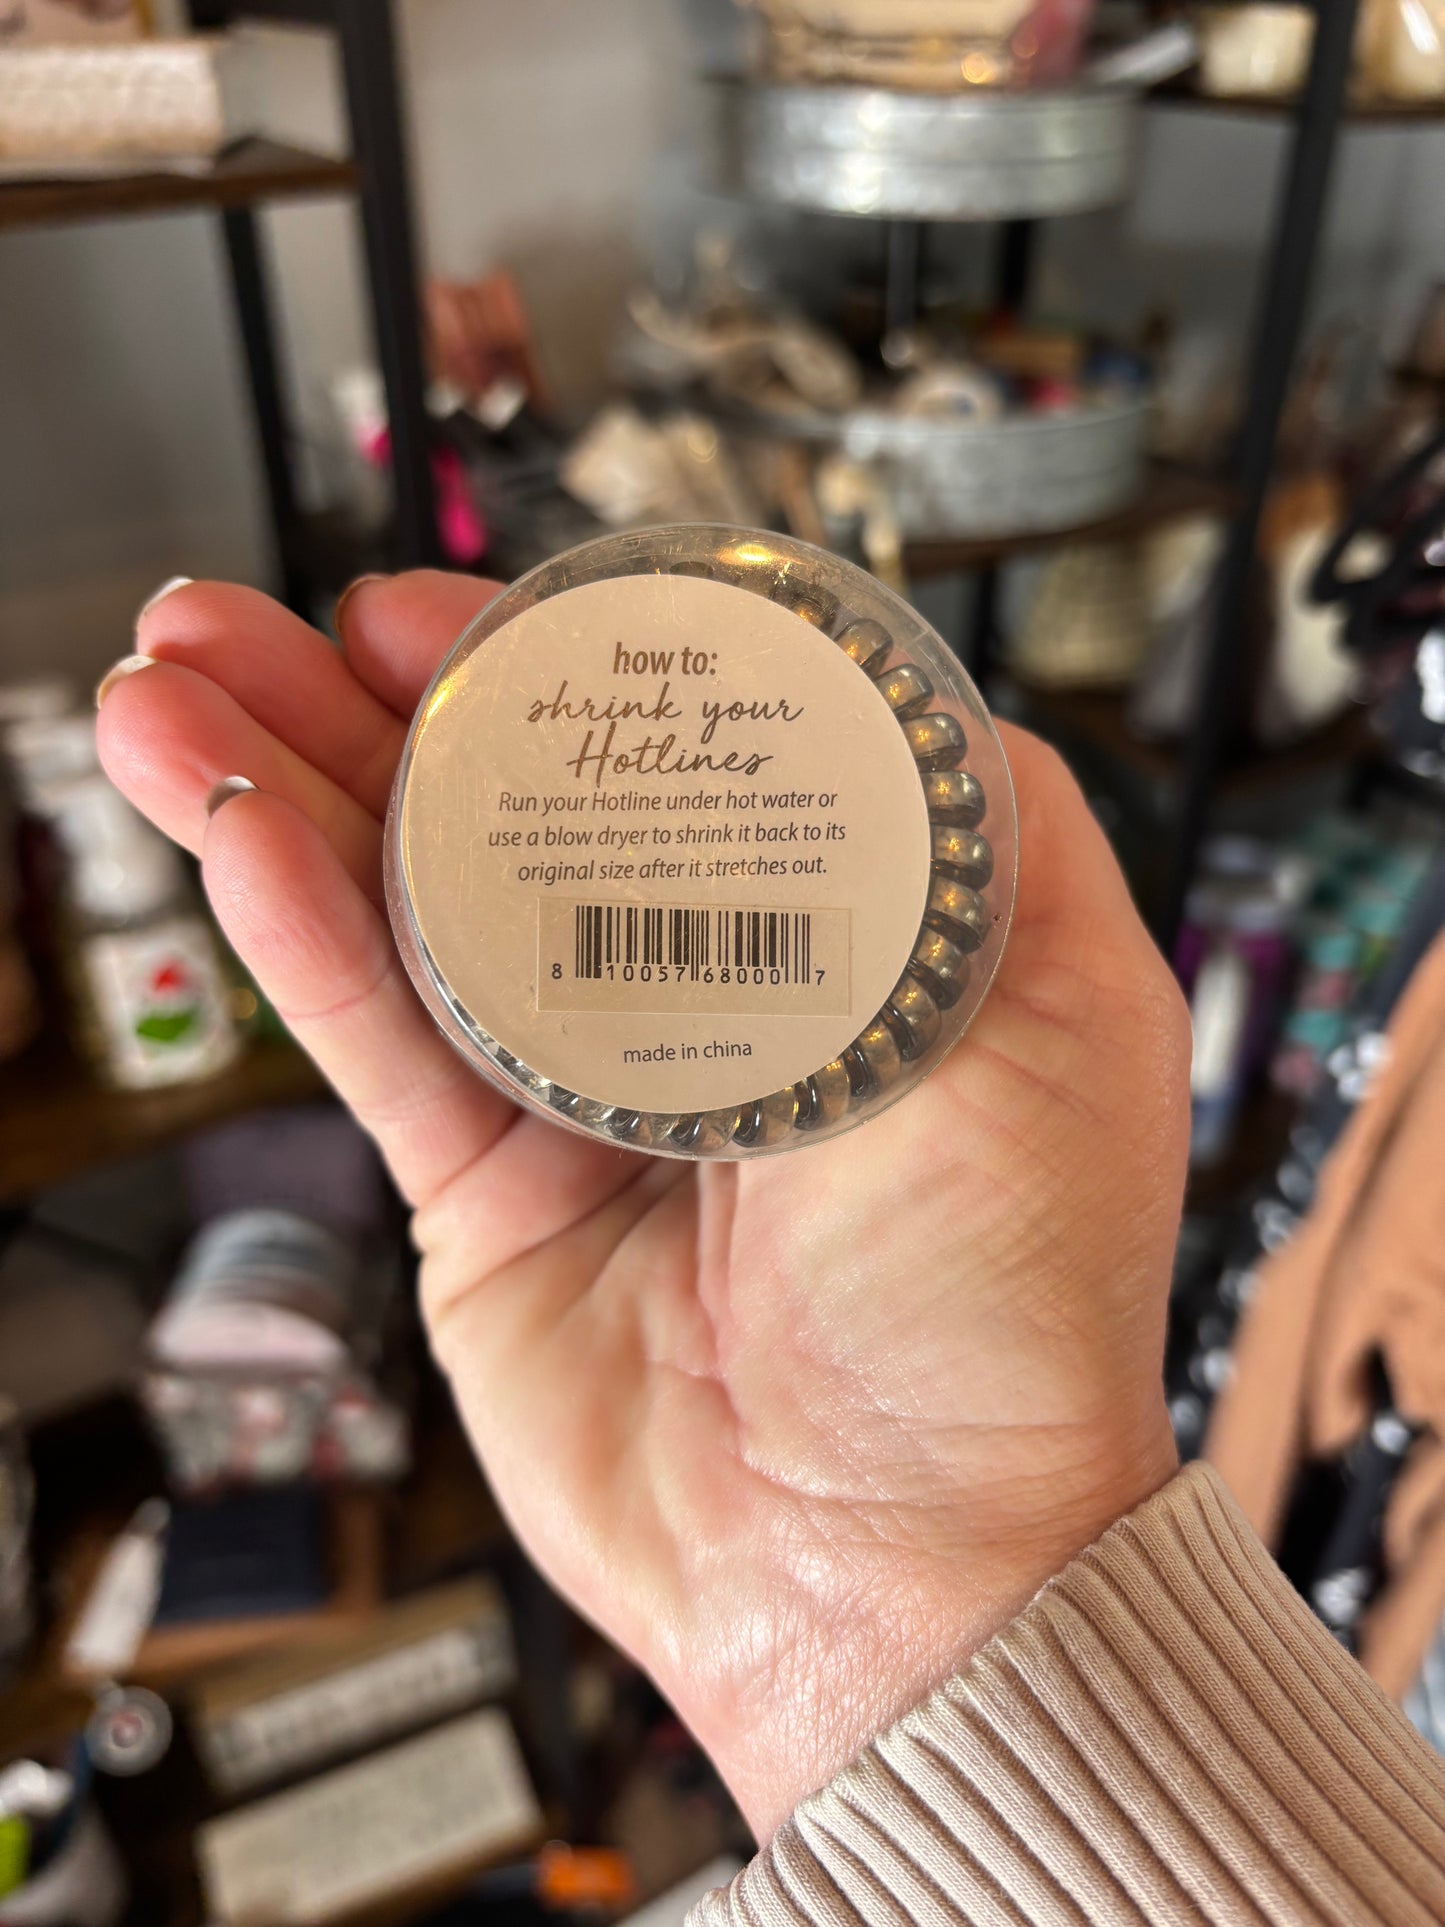 how to:
shrink your
Hotlines
Run your Hotline under hot water or
use a blow dryer to shrink it back to its
original size after it stretches out.
8 10057 68000 7
made in china